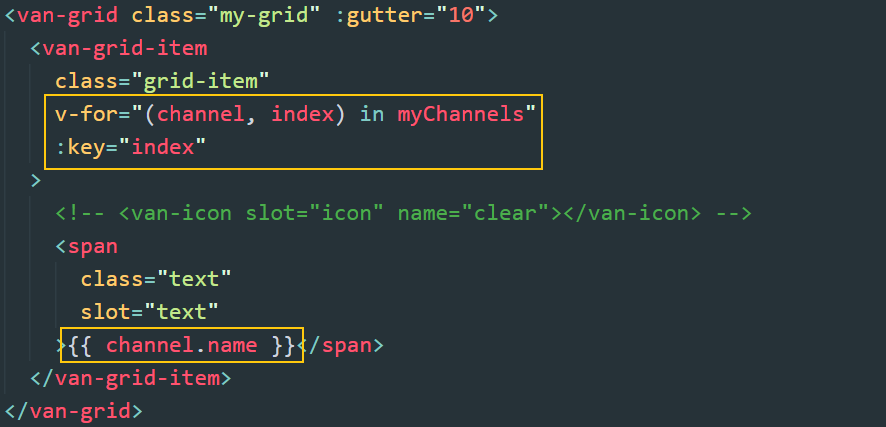 <van-grid class="my-grid" :gutter="10">
<van-grid-item
class="grid-item"
v-for="(channel, index) in myChannels"
:key="index"
>
<!-- <van-icon slot="icon" name="clear"></van-icon> -->
<span
class="text"
slot="text"
>{{ channel.name }}</span>
</van-grid-item>
</van-grid>